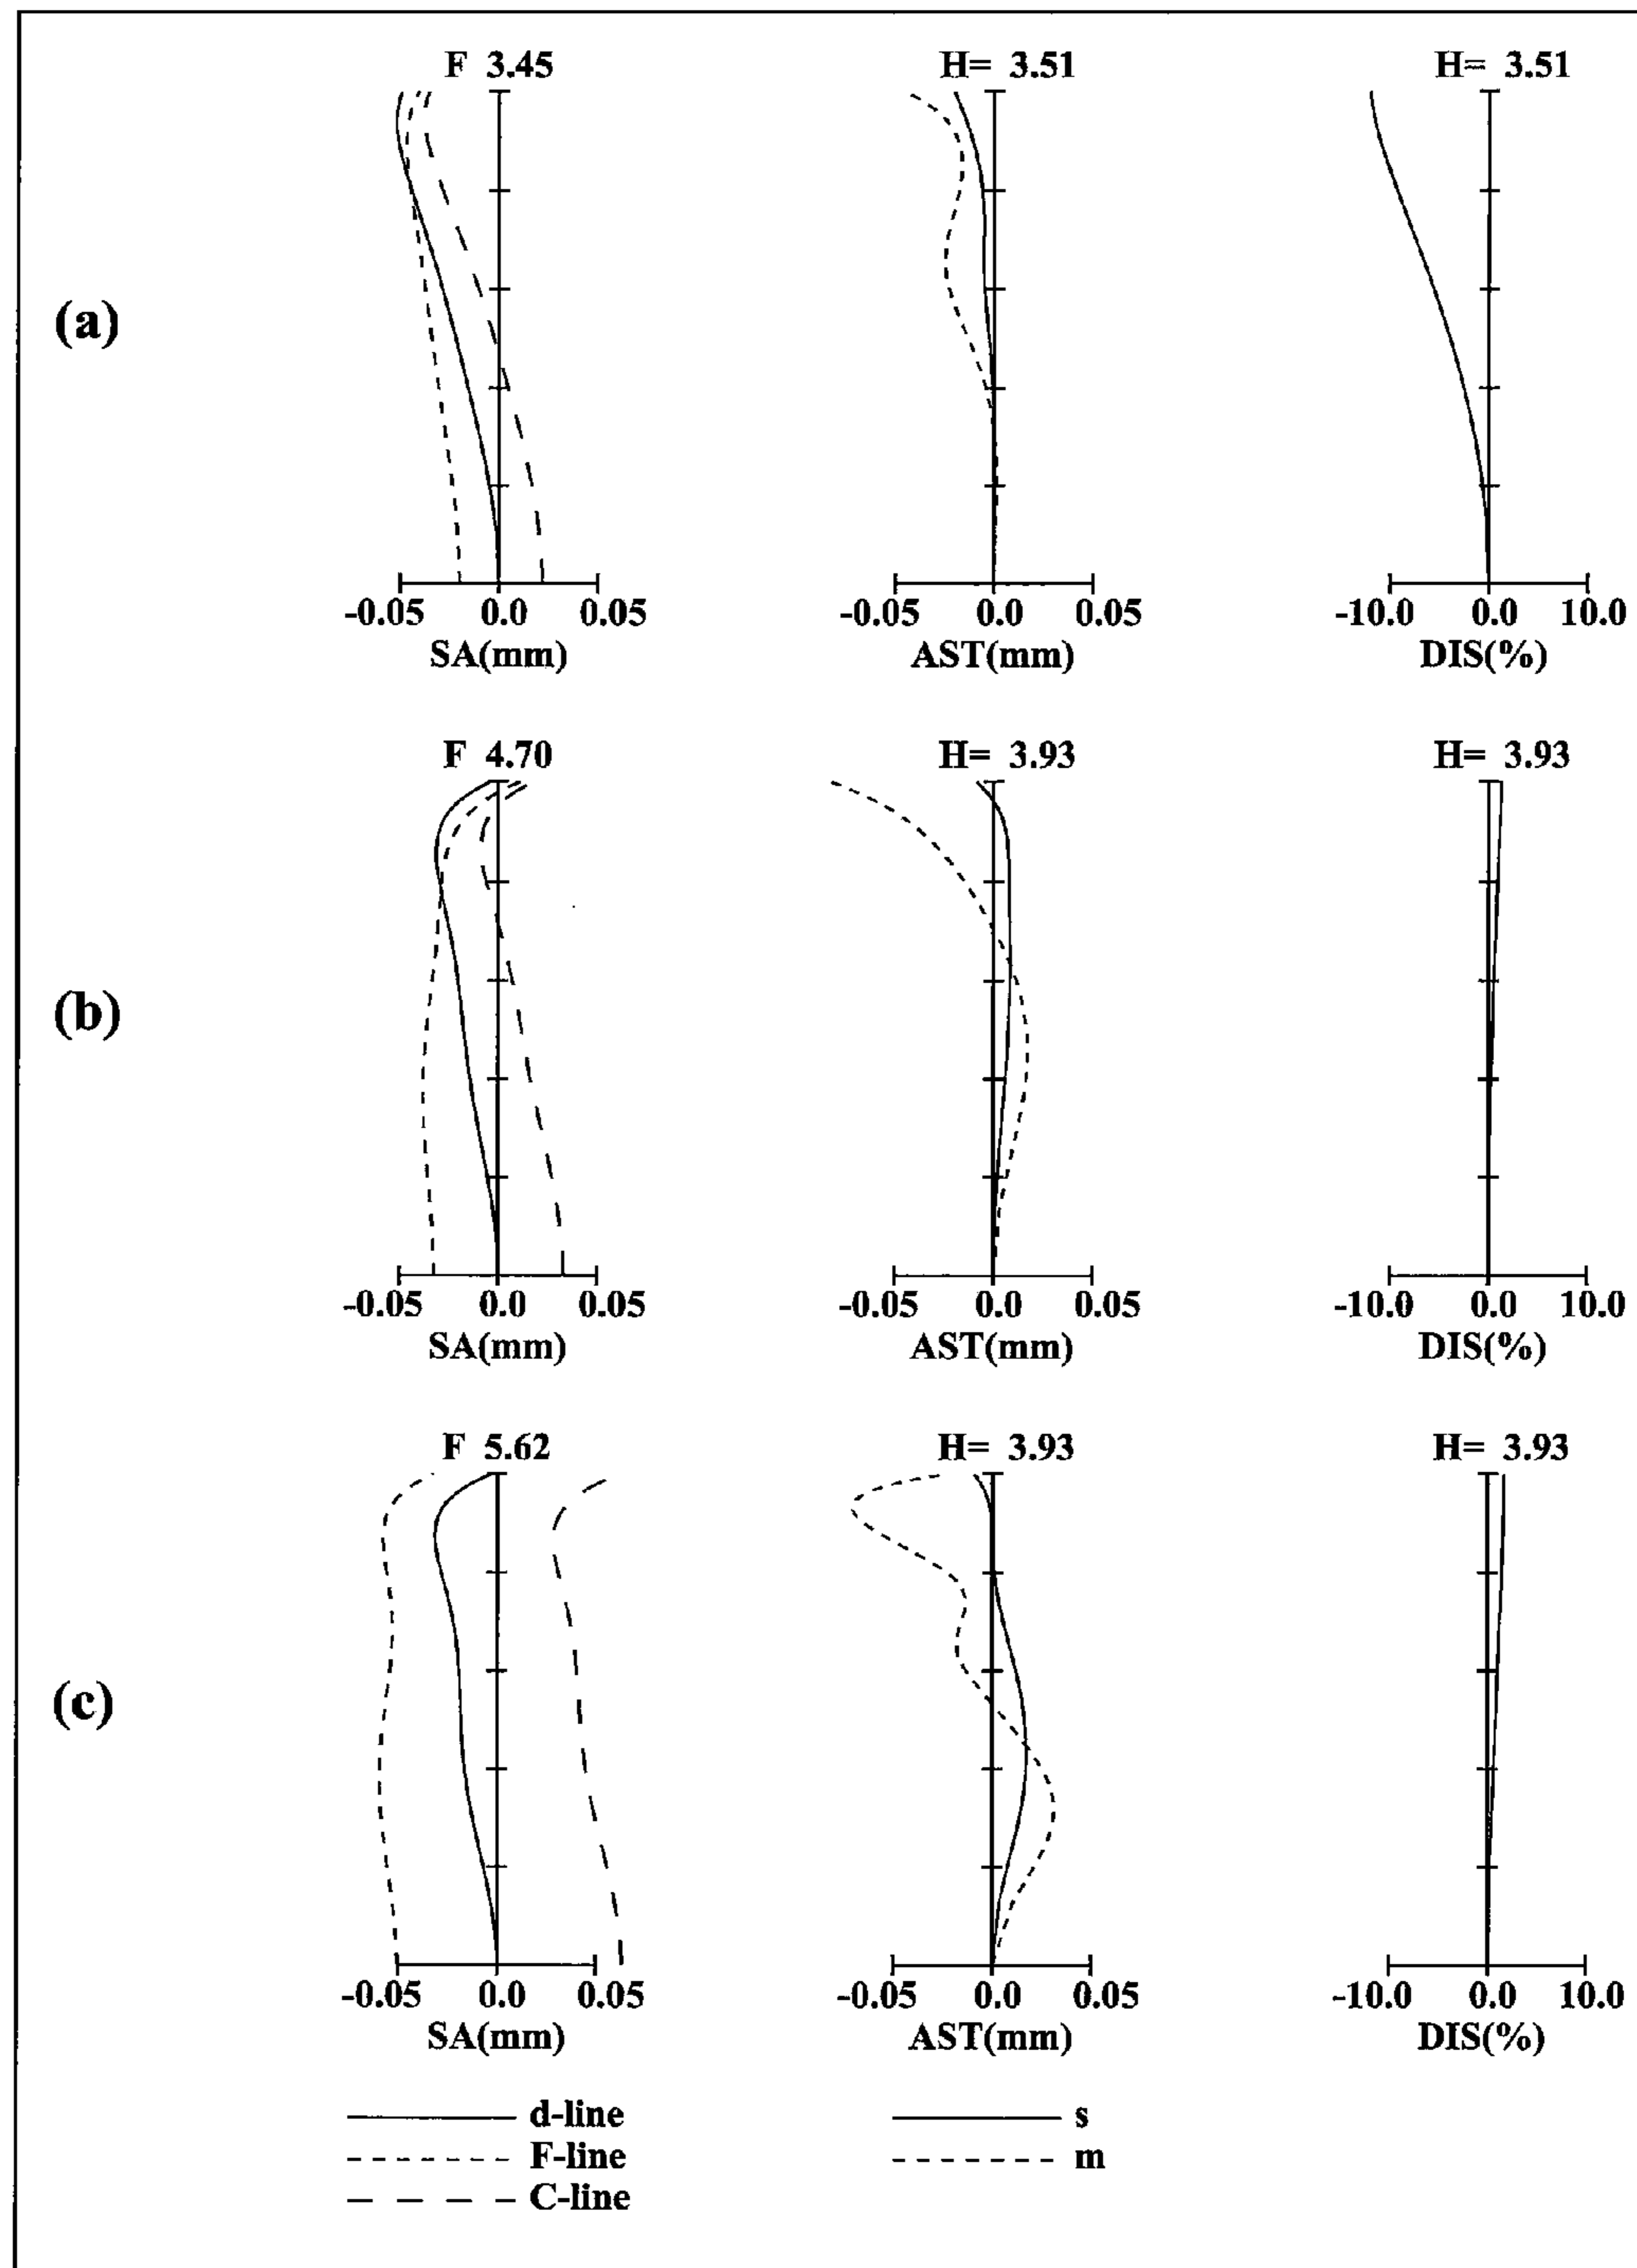 F 3.45 H= 3.51 H= 3.51
(a)
-0.05 0.0 0.05 -0.05 0.0 0.05 -10.0 0.0 10.0
SA(mm) AST(mm) DIS(%)
F 4.70 H= 3.93 H= 3.93
(b)
-0.05 0.0 0.05 -0.05 0.0 0.05 -10.0 0.0 10.0
SA(mm) AST(mm) DIS(%)
F 5.62 H= 3.93 H= 3.93
(c)
-0.05 0.0 0.05 -0.05 0.0 0.05 -10.0 0.0 10.0
SA(mm) AST(mm) DIS(%)
d-line s
F-line m
C-line